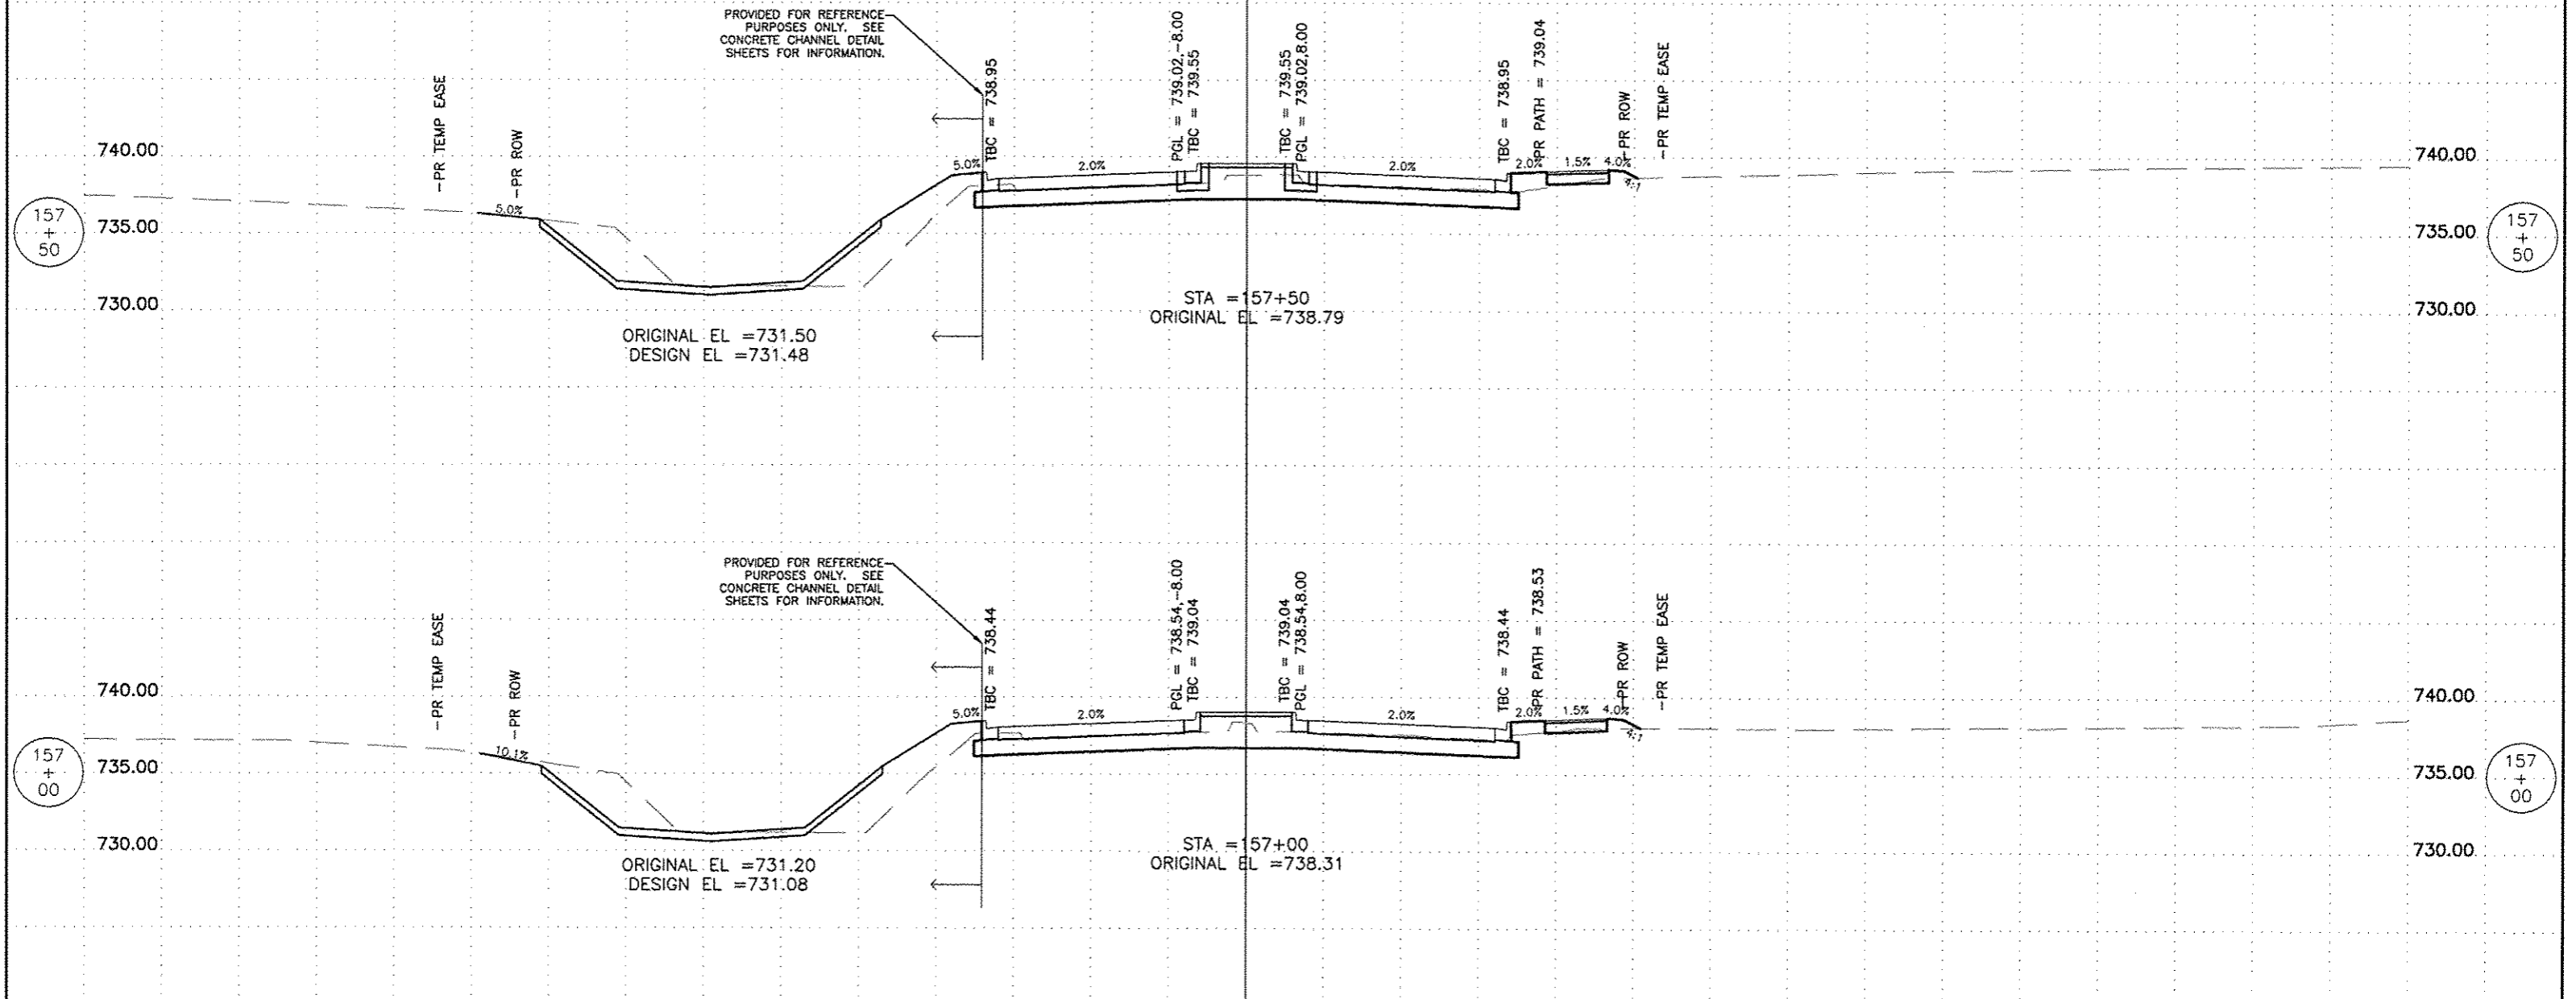 PROVIDED FOR REFERENCE
PURPOSES ONLY. SEE
CONCRETE CHANNEL DETAIL
SHEETS FOR INFORMATION.
-PR TEMP EASE
-PR ROW
TBC = 738.95
PGL = 739.02,-8.00
TBC = 739.55
TBC = 739.55
PGL = 739.02,8.00
TBC = 738.95
PR PATH = 739.04
-PR ROW
-PR TEMP EASE
740.00
5.0%
2.0%
2.0%
2.0%
1.5%
4.0%
740.00
4:1
157
+
50
5.0%
735.00
735.00
157
+
50
730.00
730.00
STA =157+50
ORIGINAL EL =738.79
ORIGINAL EL =731.50
DESIGN EL =731.48
PROVIDED FOR REFERENCE
PURPOSES ONLY. SEE
CONCRETE CHANNEL DETAIL
SHEETS FOR INFORMATION.
-PR TEMP EASE
-PR ROW
TBC = 738.44
PGL = 738.54,-8.00
TBC = 739.04
TBC = 739.04
PGL = 738.54,8.00
TBC = 738.44
PR PATH = 738.53
-PR ROW
-PR TEMP EASE
740.00
5.0%
2.0%
2.0%
2.0%
1.5%
4.0%
740.00
4:1
157
+
00
10.1%
735.00
735.00
157
+
00
730.00
730.00
STA =157+00
ORIGINAL EL =738.31
ORIGINAL EL =731.20
DESIGN EL =731.08